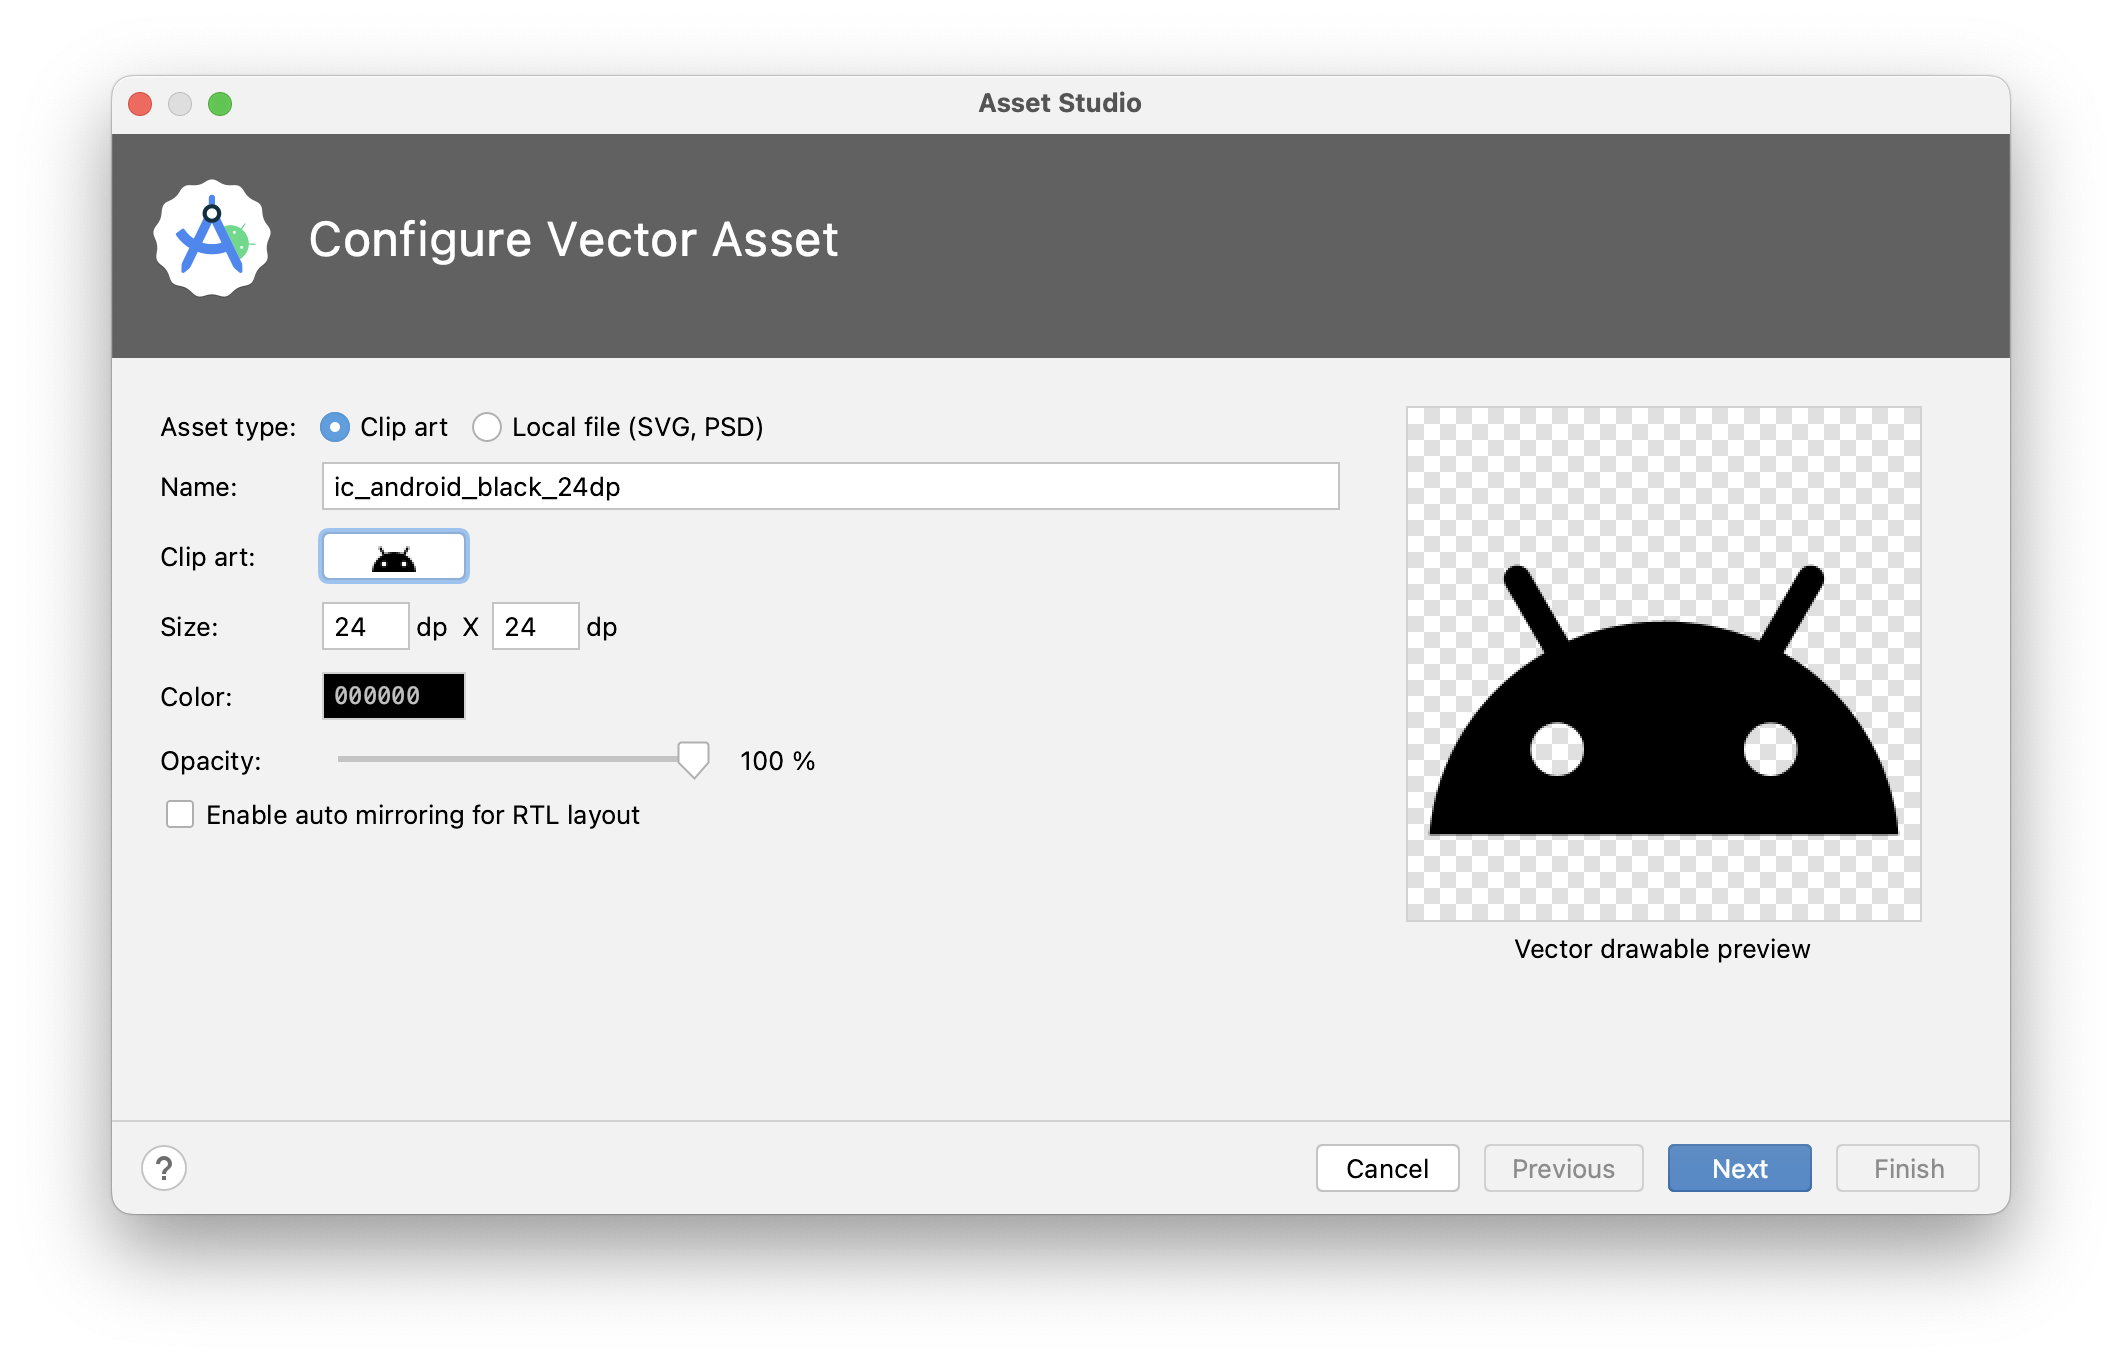 Asset Studio
Configure Vector Asset
Asset type: Clip art Local file (SVG, PSD)
Name: ic_android_black_24dp
Clip art:
Size: 24 dp X 24 dp
Color: 000000
Opacity: 100 %
Enable auto mirroring for RTL layout
Vector drawable preview
? Cancel Previous Next Finish